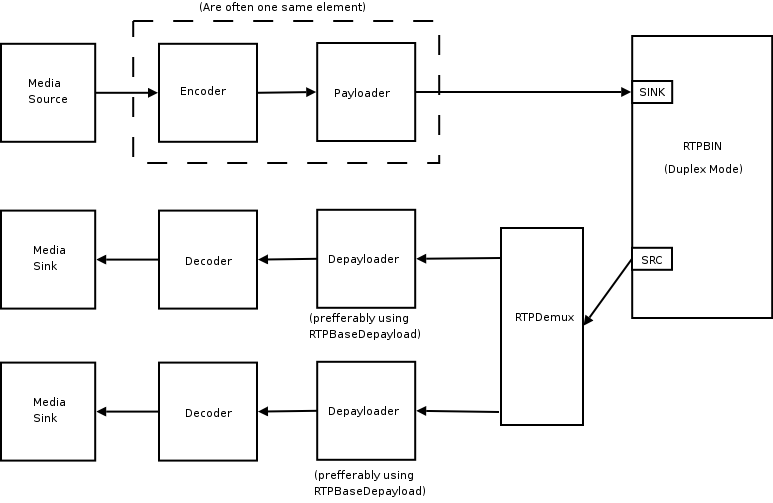 (Are often one same element)
Media
Source
Encoder
Payloader
SINK
RTPBIN
(Duplex Mode)
Media
Sink
Decoder
Depayloader
SRC
(prefferably using
RTPBaseDepayload)
RTPDemux
Media
Sink
Decoder
Depayloader
(prefferably using
RTPBaseDepayload)